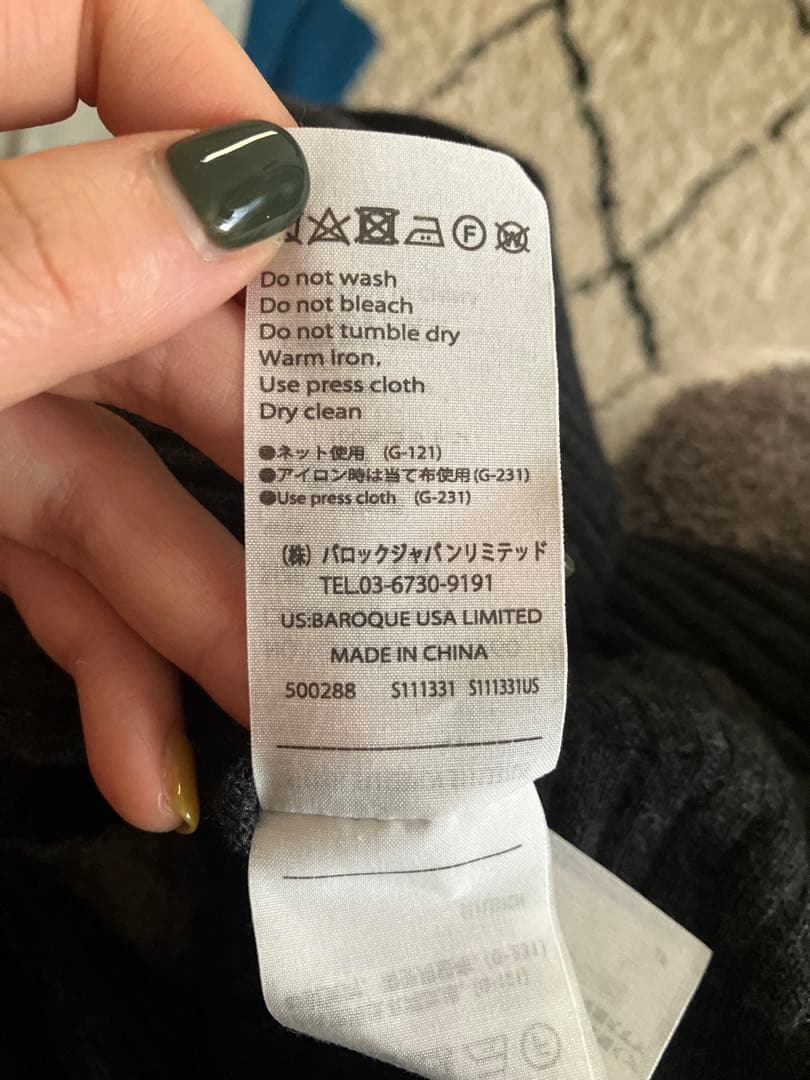 F W
Do not wash
Do not bleach
Do not tumble dry
Warm Iron,
Use press cloth
Dry clean
●ネット使用 (G-121)
●アイロン時は当て布使用(G-231)
●Use press cloth (G-231)
(株) バロックジャパンリミテッド
TEL.03-6730-9191
US:BAROQUE USA LIMITED
MADE IN CHINA
500288 S111331 S111331US